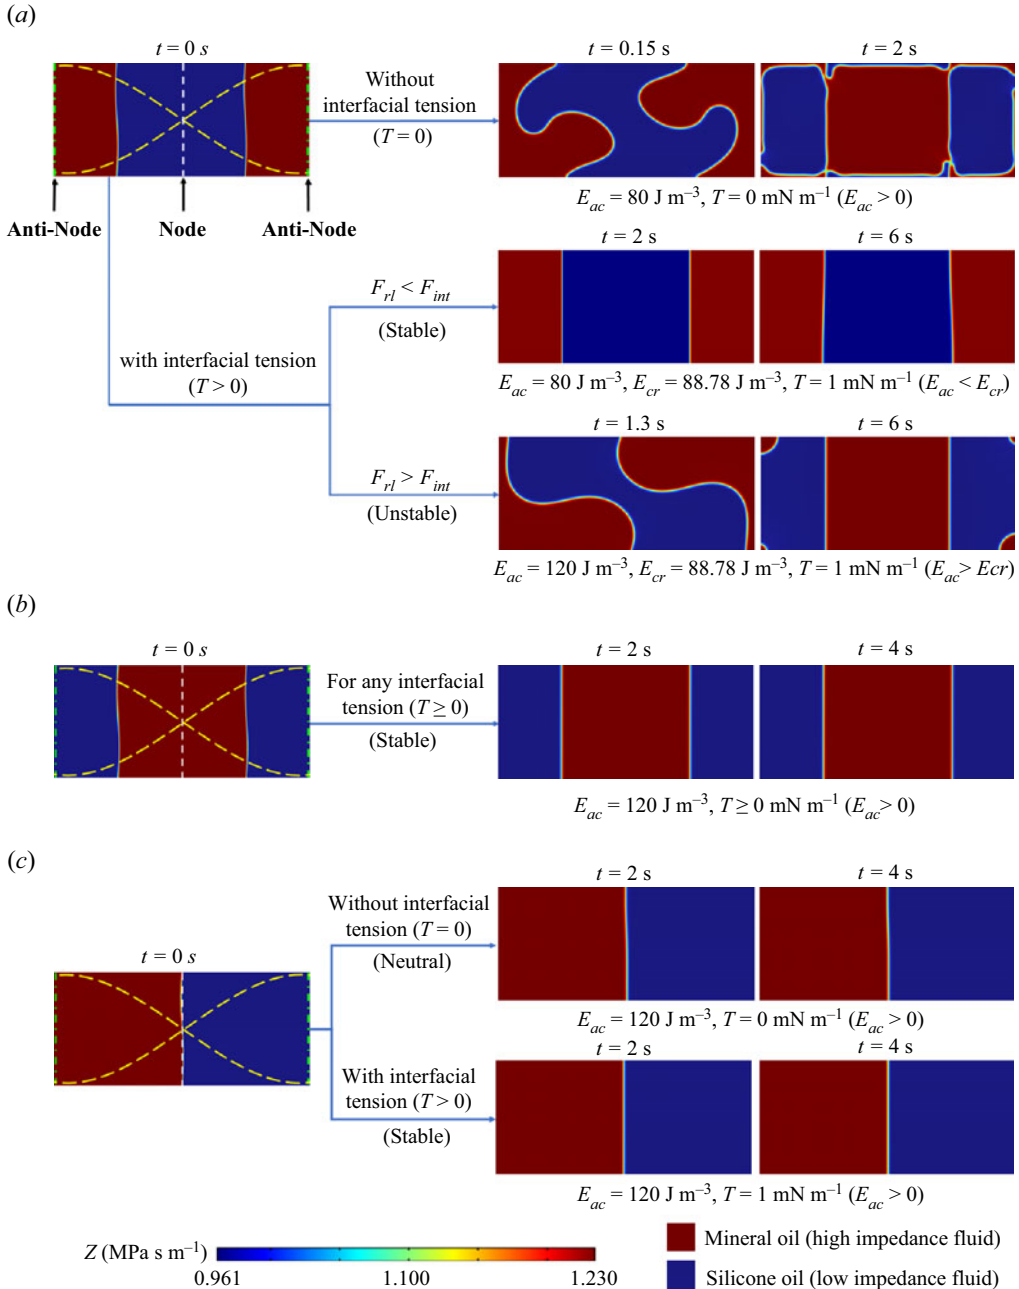 (a)
t = 0 s
Without
interfacial tension
(T = 0)
t = 0.15 s
t = 2 s
E_ac = 80 J m⁻³, T = 0 mN m⁻¹ (E_ac > 0)
Anti-Node
Node
Anti-Node
with interfacial tension
(T > 0)
F_rl < F_int
(Stable)
t = 2 s
t = 6 s
E_ac = 80 J m⁻³, E_cr = 88.78 J m⁻³, T = 1 mN m⁻¹ (E_ac < E_cr)
F_rl > F_int
(Unstable)
t = 1.3 s
t = 6 s
E_ac = 120 J m⁻³, E_cr = 88.78 J m⁻³, T = 1 mN m⁻¹ (E_ac > Ecr)
(b)
t = 0 s
For any interfacial
tension (T ≥ 0)
(Stable)
t = 2 s
t = 4 s
E_ac = 120 J m⁻³, T ≥ 0 mN m⁻¹ (E_ac > 0)
(c)
t = 0 s
Without interfacial
tension (T = 0)
(Neutral)
t = 2 s
t = 4 s
E_ac = 120 J m⁻³, T = 0 mN m⁻¹ (E_ac > 0)
With interfacial
tension (T > 0)
(Stable)
t = 2 s
t = 4 s
E_ac = 120 J m⁻³, T = 1 mN m⁻¹ (E_ac > 0)
Z (MPa s m⁻¹)
0.961
1.100
1.230
Mineral oil (high impedance fluid)
Silicone oil (low impedance fluid)